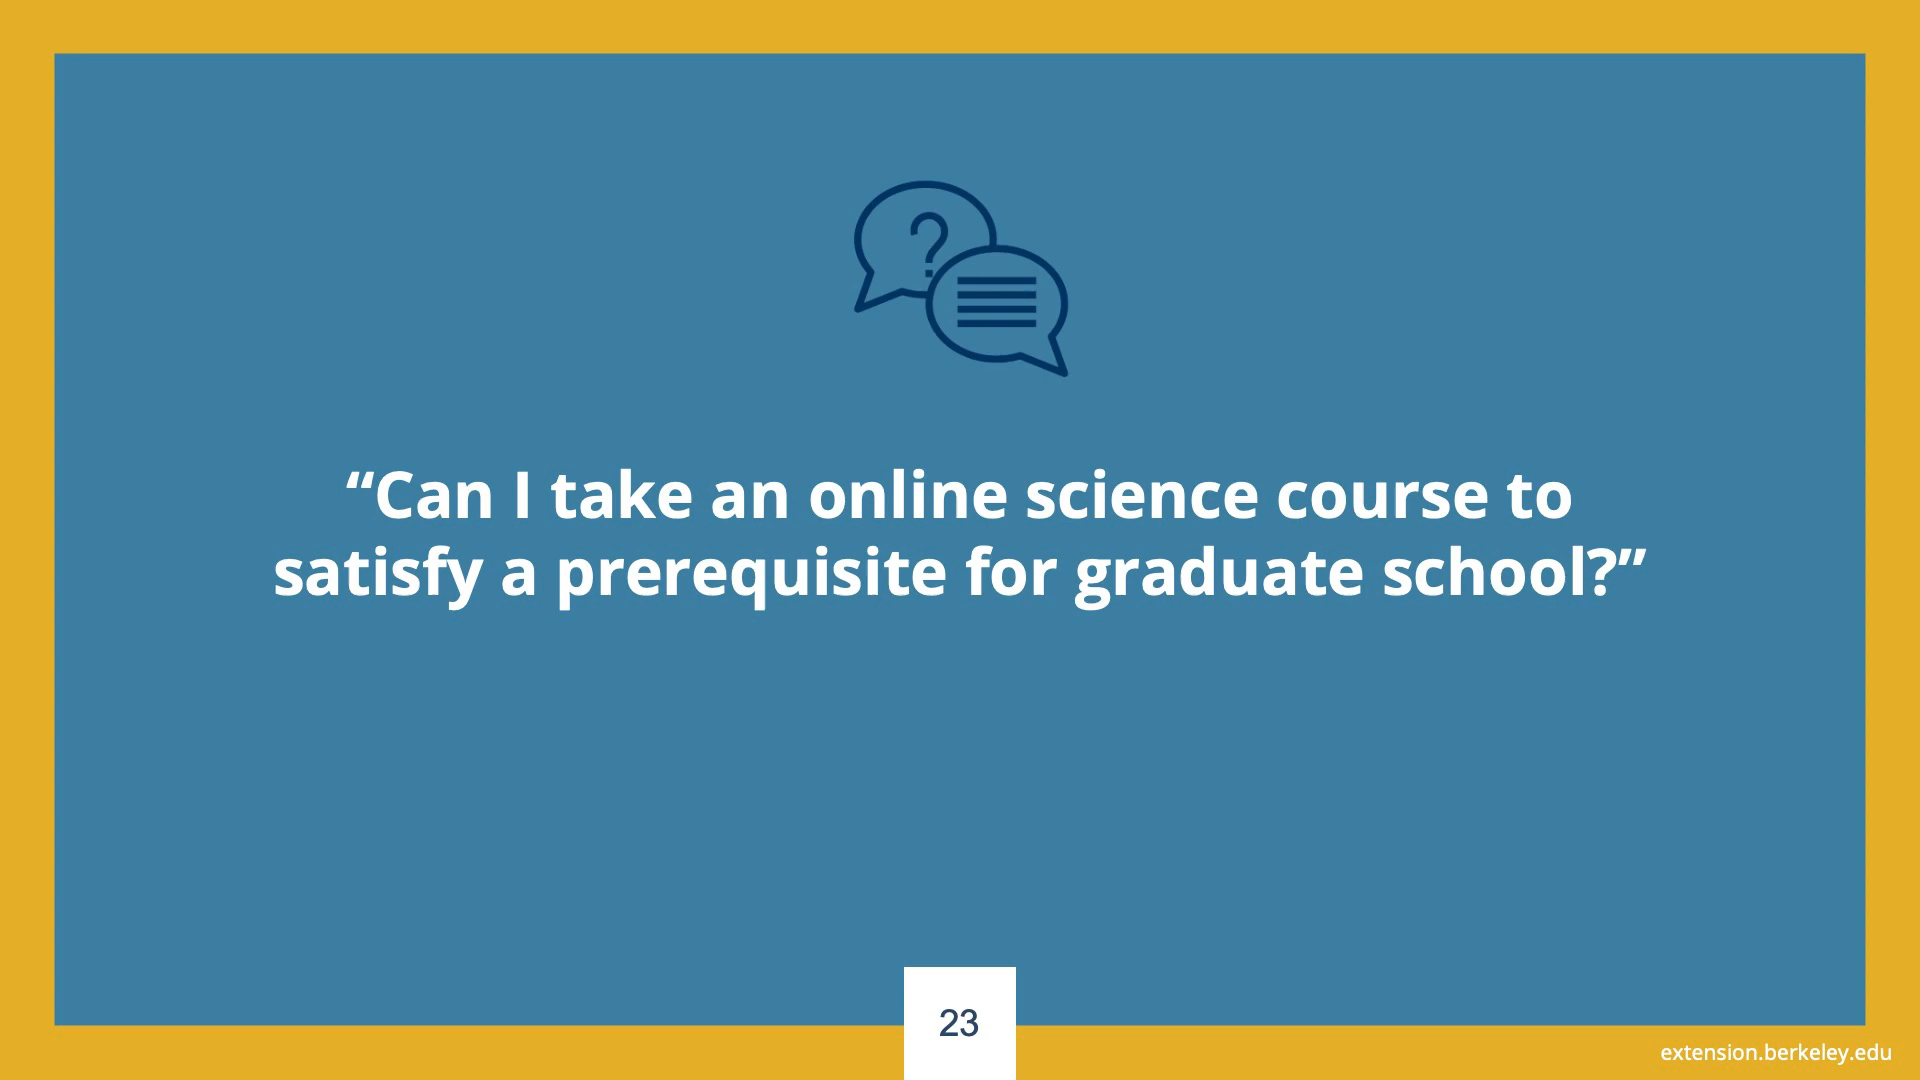 ?
“Can I take an online science course to
satisfy a prerequisite for graduate school?”
23
extension.berkeley.edu